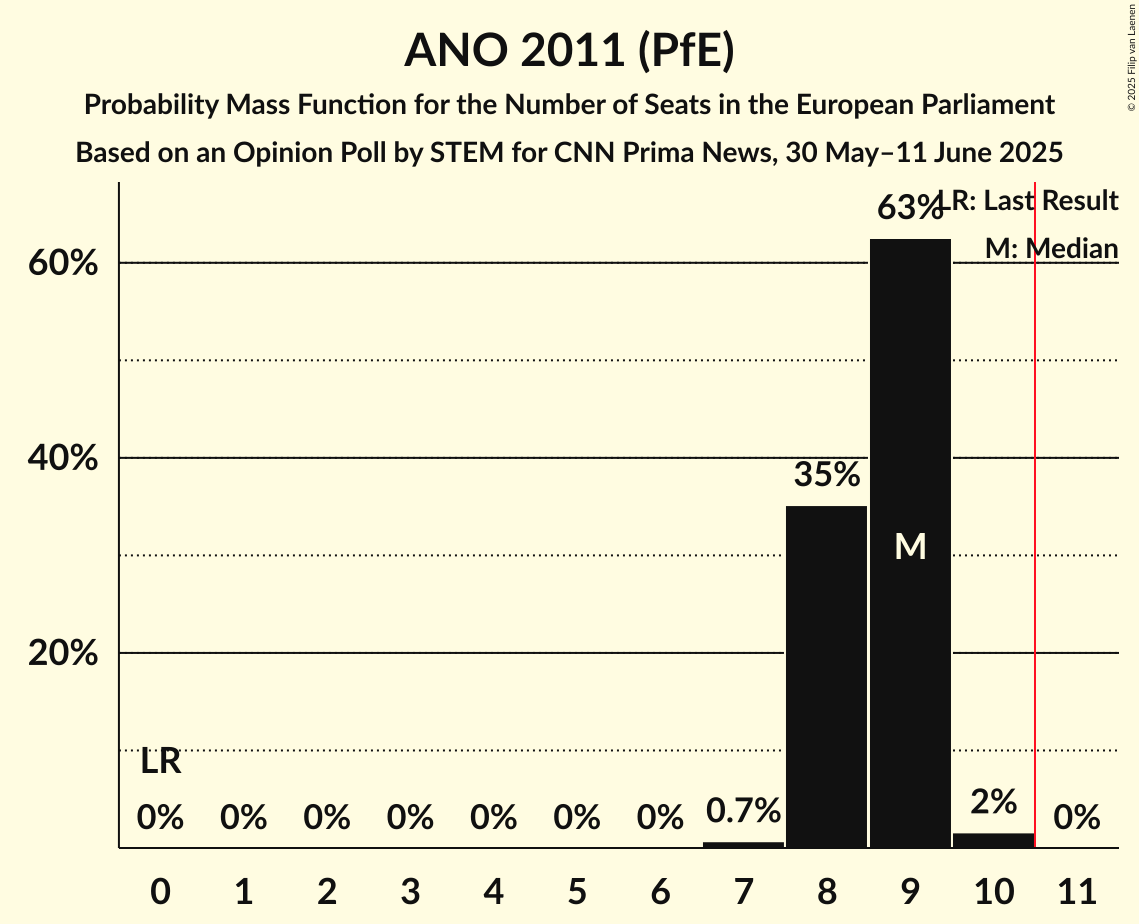 ANO 2011 (PfE)
Probability Mass Function for the Number of Seats in the European Parliament
Based on an Opinion Poll by STEM for CNN Prima News, 30 May–11 June 2025
© 2025 Filip van Laenen
LR: Last Result
M: Median
63%
60%
40%
35%
M
20%
LR
0% 0% 0% 0% 0% 0% 0% 0.7% 2% 0%
0 1 2 3 4 5 6 7 8 9 10 11